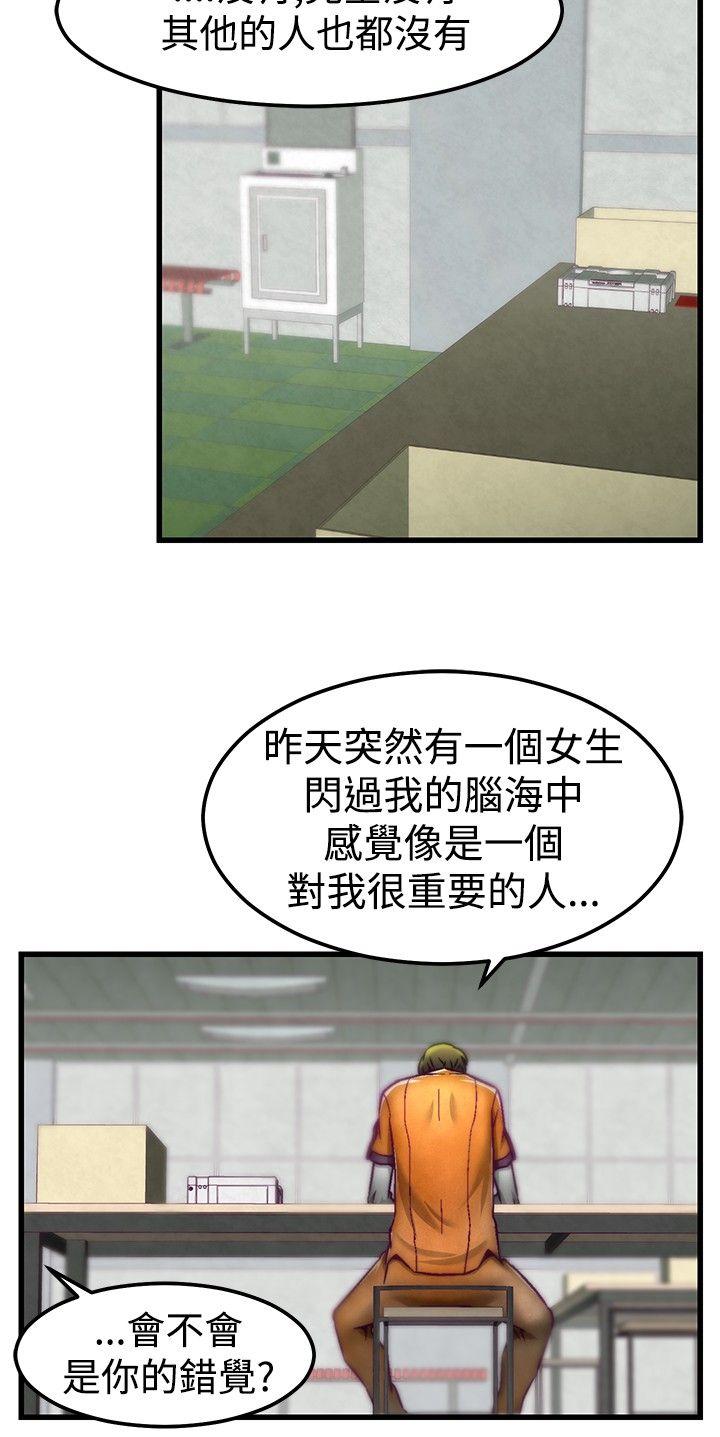 其他的人也都沒有
昨天突然有一個女生
閃過我的腦海中
感覺像是一個
對我很重要的人...
...會不會
是你的錯覺?